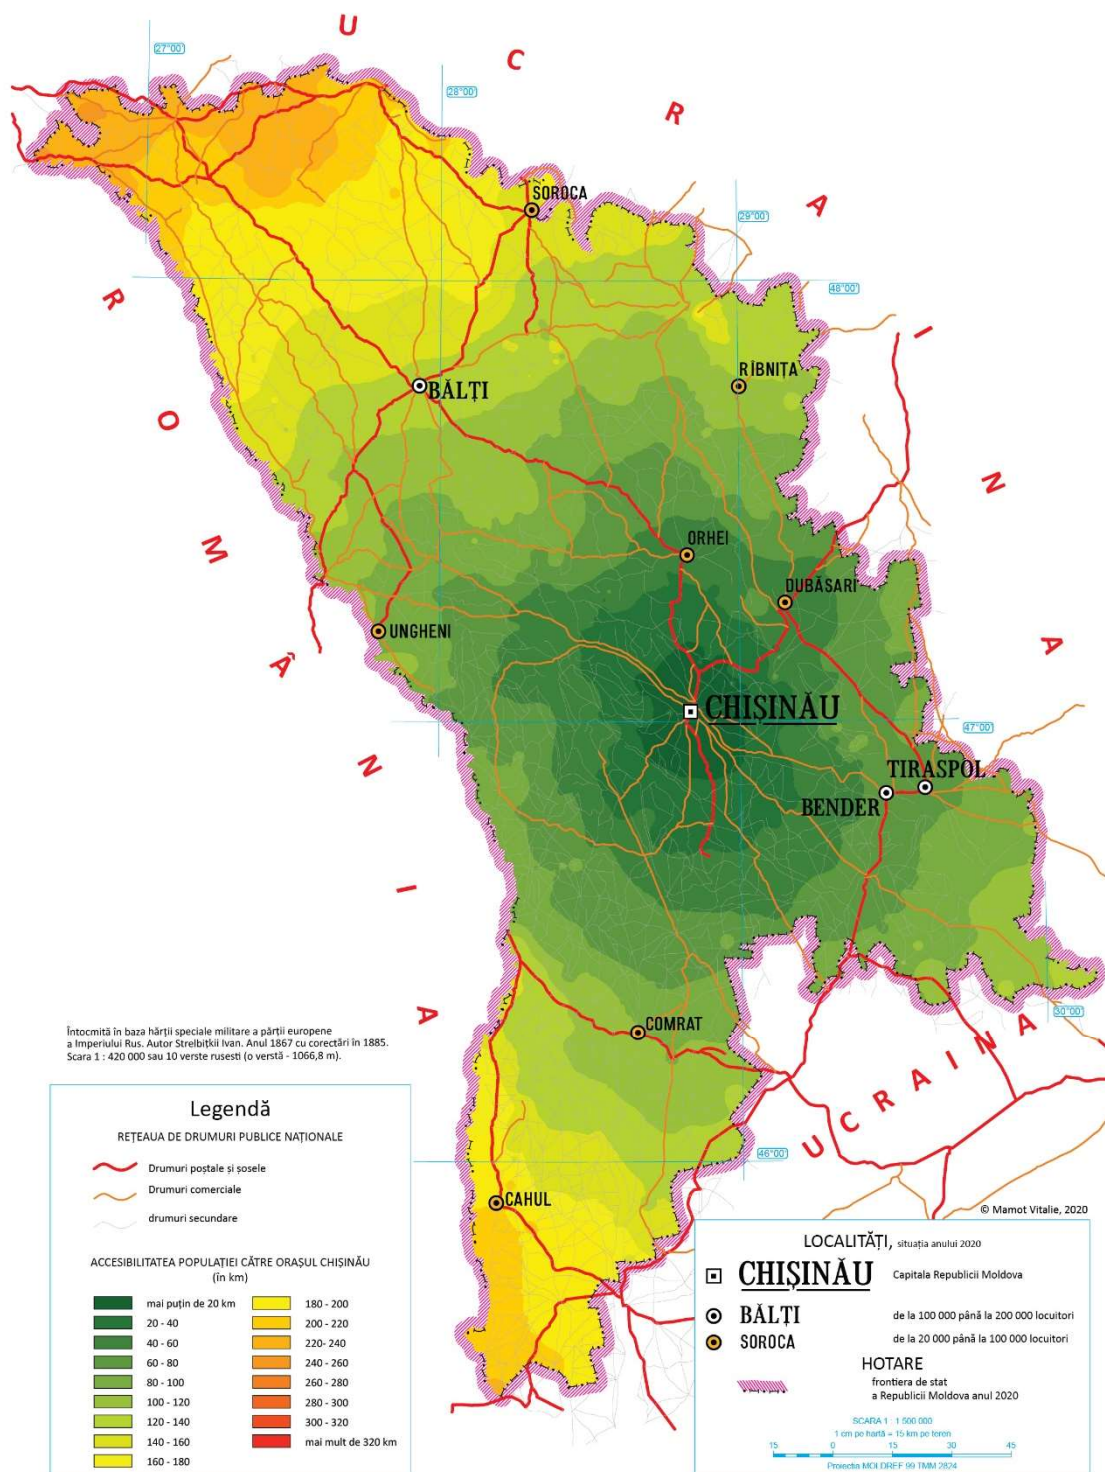 U C R A I N A
27°00'
28°00'
SOROCA
29°00'
48°00'
R O M Â N I A
RÎBNIȚA
BĂLȚI
ORHEI
DUBĂSARI
UNGHENI
CHIȘINĂU
47°00'
TIRASPOL
BENDER
COMRAT
30°00'
U C R A I N A
46°00'
CAHUL
Întocmită în baza hărții speciale militare a părții europene
a Imperiului Rus. Autor Strelbițkii Ivan. Anul 1867 cu corectări în 1885.
Scara 1 : 420 000 sau 10 verste rusești (o verstă - 1066,8 m).
Legendă
REȚEAUA DE DRUMURI PUBLICE NAȚIONALE
Drumuri poștale și șosele
Drumuri comerciale
drumuri secundare
ACCESIBILITATEA POPULAȚIEI CĂTRE ORAȘUL CHIȘINĂU
(în km)
mai puțin de 20 km
20 - 40
40 - 60
60 - 80
80 - 100
100 - 120
120 - 140
140 - 160
160 - 180
180 - 200
200 - 220
220- 240
240 - 260
260 - 280
280 - 300
300 - 320
mai mult de 320 km
© Mamot Vitalie, 2020
LOCALITĂȚI, situația anului 2020
CHIȘINĂU Capitala Republicii Moldova
BĂLȚI de la 100 000 până la 200 000 locuitori
SOROCA de la 20 000 până la 100 000 locuitori
HOTARE
frontiera de stat
a Republicii Moldova anul 2020
SCARA 1 : 1 500 000
1 cm pe hartă = 15 km pe teren
15 0 15 30 45
Proiecția MOLDREF 99 TMM 2824